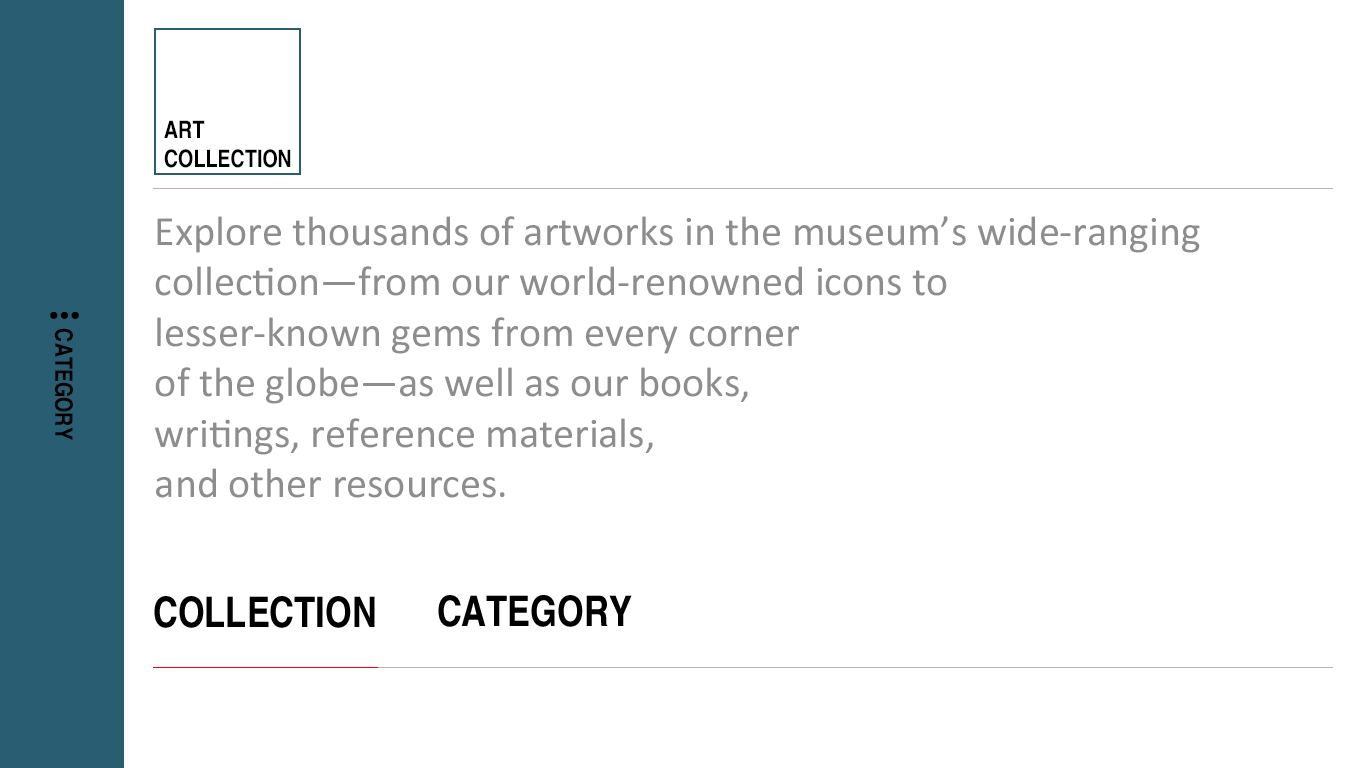 ART
COLLECTION
Explore thousands of artworks in the museum’s wide-ranging
collection—from our world-renowned icons to
lesser-known gems from every corner
of the globe—as well as our books,
writings, reference materials,
and other resources.
CATEGORY
COLLECTION CATEGORY